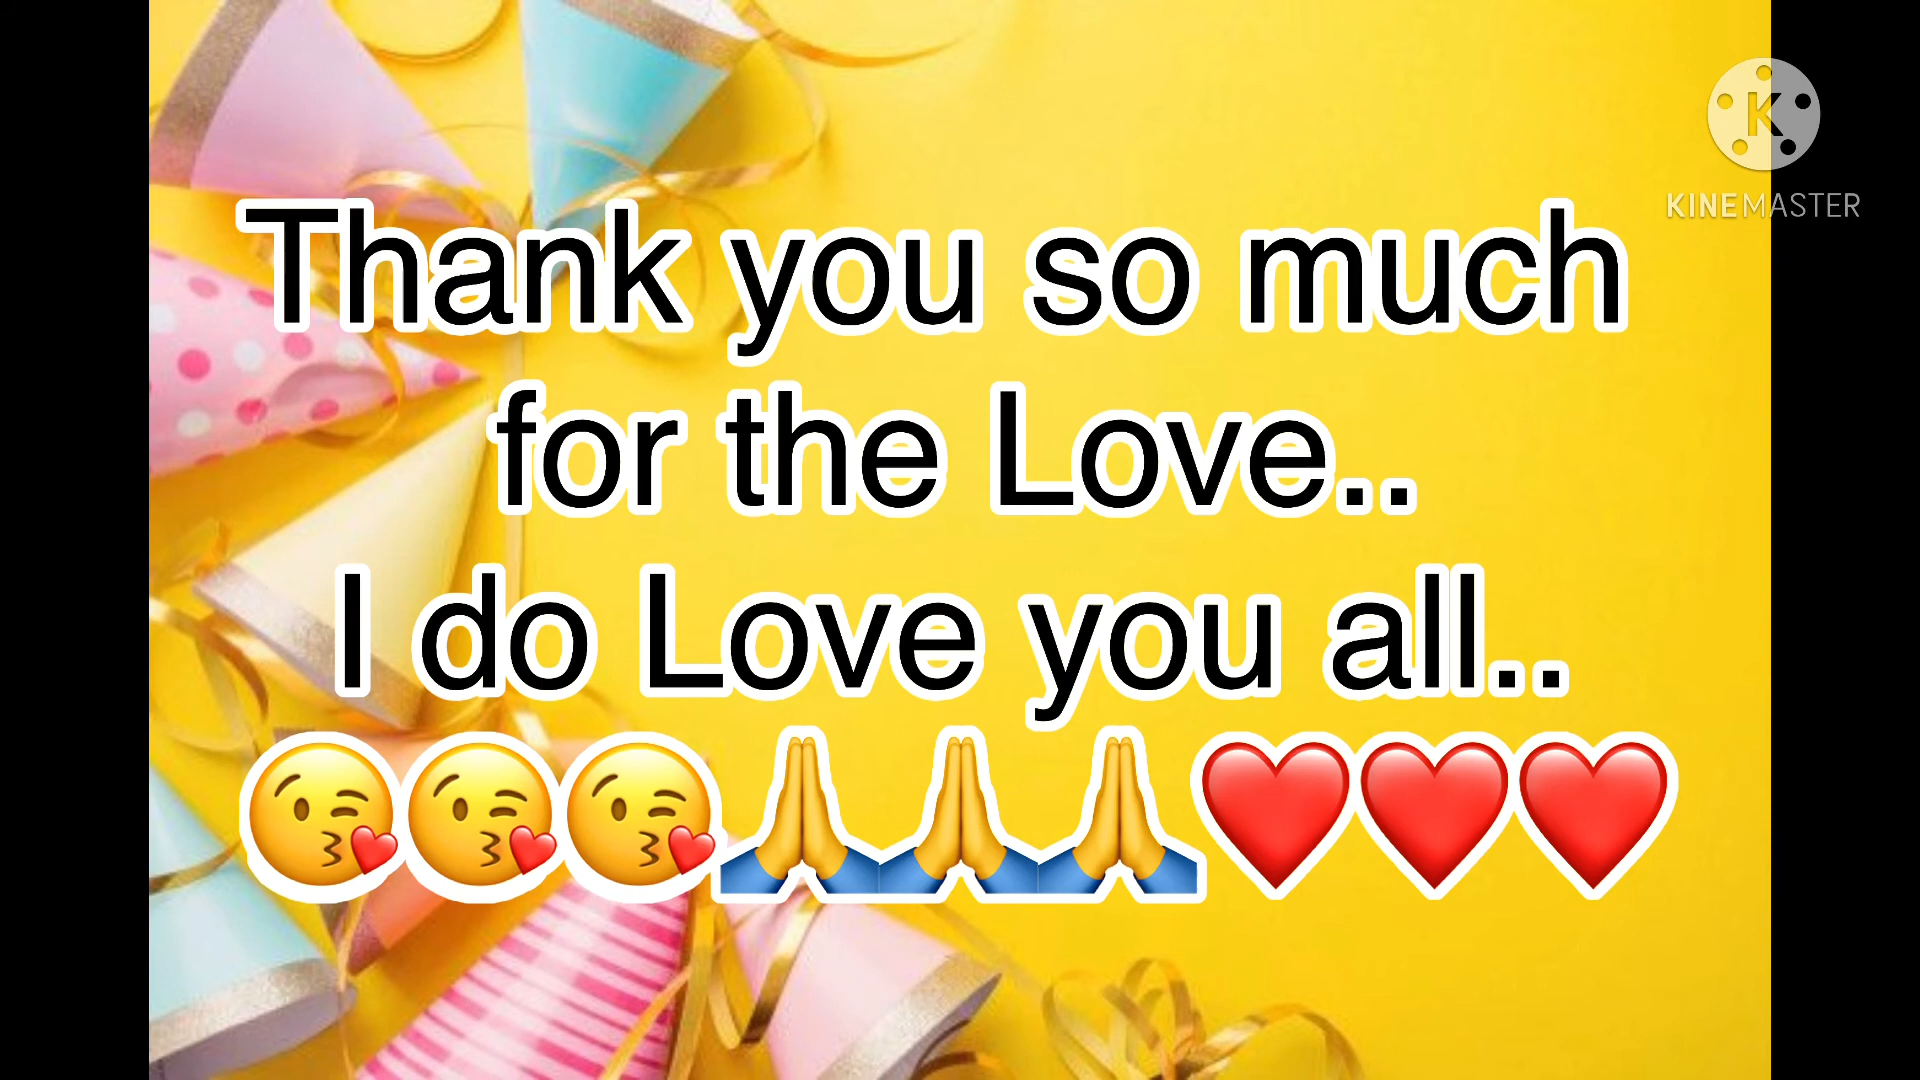 K
KINEMASTER
Thank you so much
for the Love..
I do Love you all..
😘😘😘🙏🙏🙏❤️❤️❤️